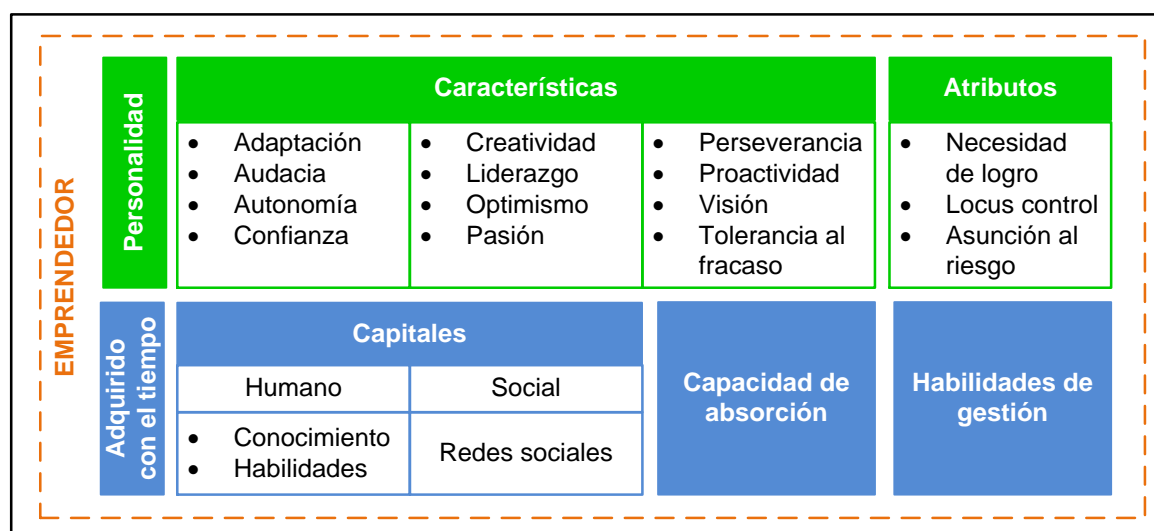 EMPRENDEDOR
Personalidad
Características
Atributos
• Adaptación
• Audacia
• Autonomía
• Confianza
• Creatividad
• Liderazgo
• Optimismo
• Pasión
• Perseverancia
• Proactividad
• Visión
• Tolerancia al
fracaso
• Necesidad
de logro
• Locus control
• Asunción al
riesgo
Adquirido
con el tiempo
Capitales
Humano
Social
• Conocimiento
• Habilidades
Redes sociales
Capacidad de
absorción
Habilidades de
gestión